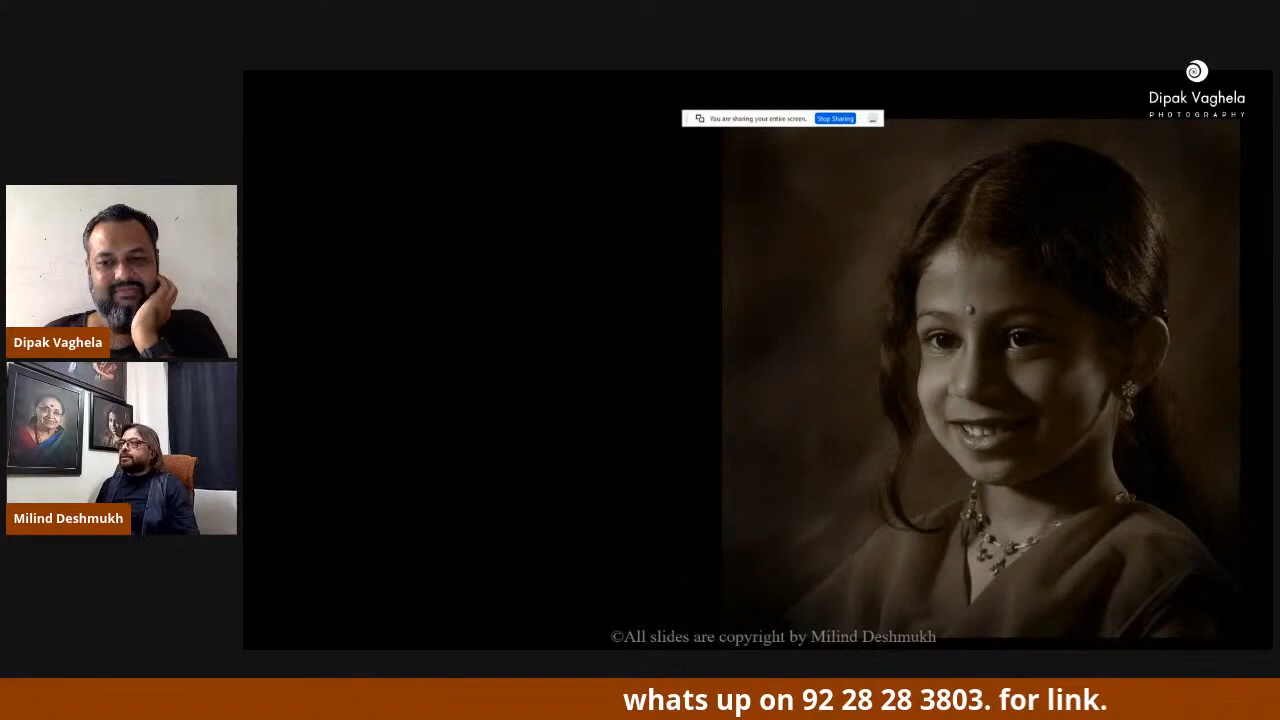 Dipak Vaghela
PHOTOGRAPHY
You are sharing your entire screen.
Stop Sharing
Dipak Vaghela
Milind Deshmukh
©All slides are copyright by Milind Deshmukh
whats up on 92 28 28 3803. for link.